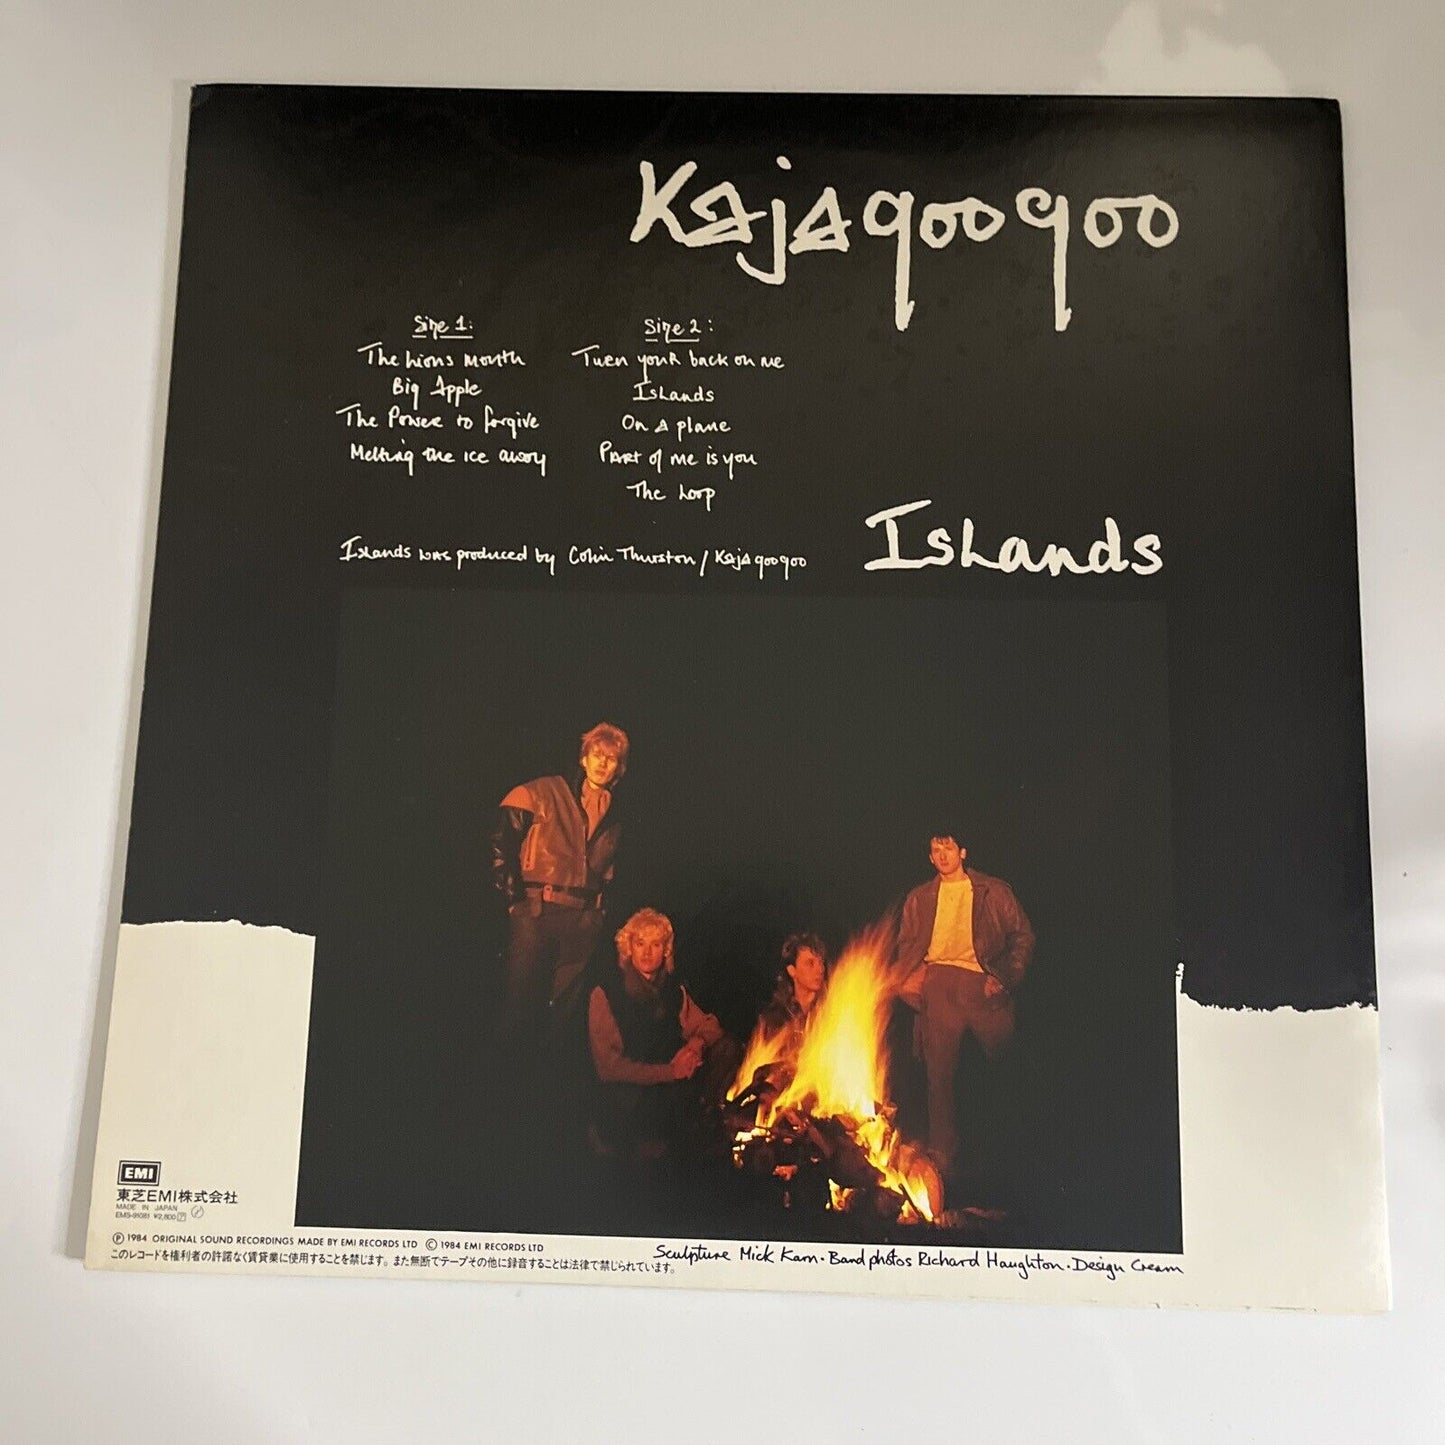 Kajagoogoo
Side 1:
The Lions Mouth
Big Apple
The Power to forgive
Melting the ice away
Side 2:
Turn your back on me
Islands
On a plane
Part of me is you
The Loop
Islands was produced by Colin Thurston / Kajagoogoo
Islands
EMI
東芝EMI株式会社
MADE IN JAPAN
EMS-91081 ¥2,800
Ⓟ 1984 ORIGINAL SOUND RECORDINGS MADE BY EMI RECORDS LTD © 1984 EMI RECORDS LTD
このレコードを権利者の許諾なく賃貸業に使用することを禁じます。また無断でテープその他に録音することは法律で禁じられています。
Sculpture Mick Karn · Band photos Richard Haughton · Design Cream